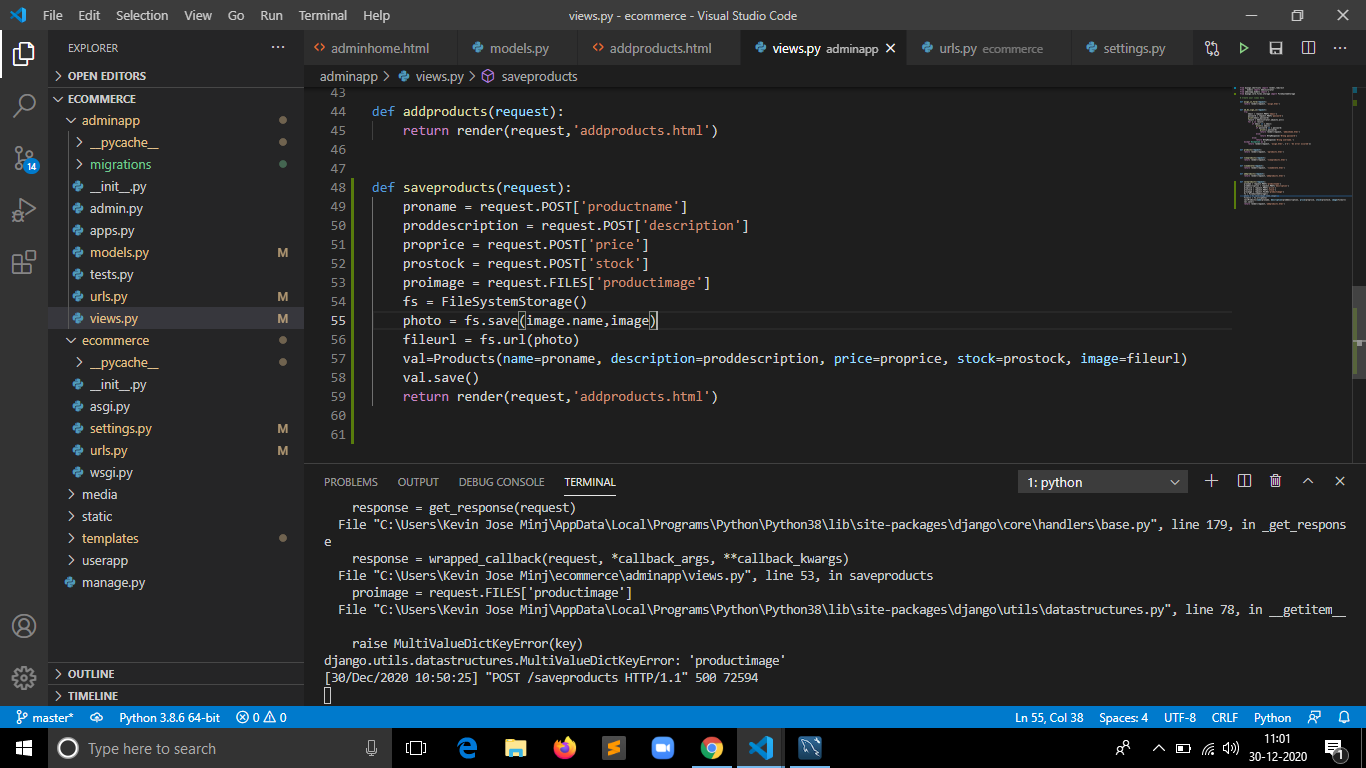 File Edit Selection View Go Run Terminal Help
views.py - ecommerce - Visual Studio Code
EXPLORER
OPEN EDITORS
ECOMMERCE
adminapp
__pycache__
migrations
__init__.py
admin.py
apps.py
models.py M
tests.py
urls.py M
views.py M
ecommerce
__pycache__
__init__.py
asgi.py
settings.py M
urls.py M
wsgi.py
media
static
templates
userapp
manage.py
OUTLINE
TIMELINE
14
adminhome.html models.py addproducts.html views.py adminapp urls.py ecommerce settings.py
adminapp > views.py > saveproducts
43
44 def addproducts(request):
45 return render(request,'addproducts.html')
46
47
48 def saveproducts(request):
49 proname = request.POST['productname']
50 proddescription = request.POST['description']
51 proprice = request.POST['price']
52 prostock = request.POST['stock']
53 proimage = request.FILES['productimage']
54 fs = FileSystemStorage()
55 photo = fs.save(image.name,image)
56 fileurl = fs.url(photo)
57 val=Products(name=proname, description=proddescription, price=proprice, stock=prostock, image=fileurl)
58 val.save()
59 return render(request,'addproducts.html')
60
61
PROBLEMS OUTPUT DEBUG CONSOLE TERMINAL 1: python
response = get_response(request)
File "C:\Users\Kevin Jose Minj\AppData\Local\Programs\Python\Python38\lib\site-packages\django\core\handlers\base.py", line 179, in _get_respons
e
response = wrapped_callback(request, *callback_args, **callback_kwargs)
File "C:\Users\Kevin Jose Minj\ecommerce\adminapp\views.py", line 53, in saveproducts
proimage = request.FILES['productimage']
File "C:\Users\Kevin Jose Minj\AppData\Local\Programs\Python\Python38\lib\site-packages\django\utils\datastructures.py", line 78, in __getitem__
raise MultiValueDictKeyError(key)
django.utils.datastructures.MultiValueDictKeyError: 'productimage'
[30/Dec/2020 10:50:25] "POST /saveproducts HTTP/1.1" 500 72594
master* Python 3.8.6 64-bit 0 0 Ln 55, Col 38 Spaces: 4 UTF-8 CRLF Python
Type here to search
11:01
30-12-2020
1